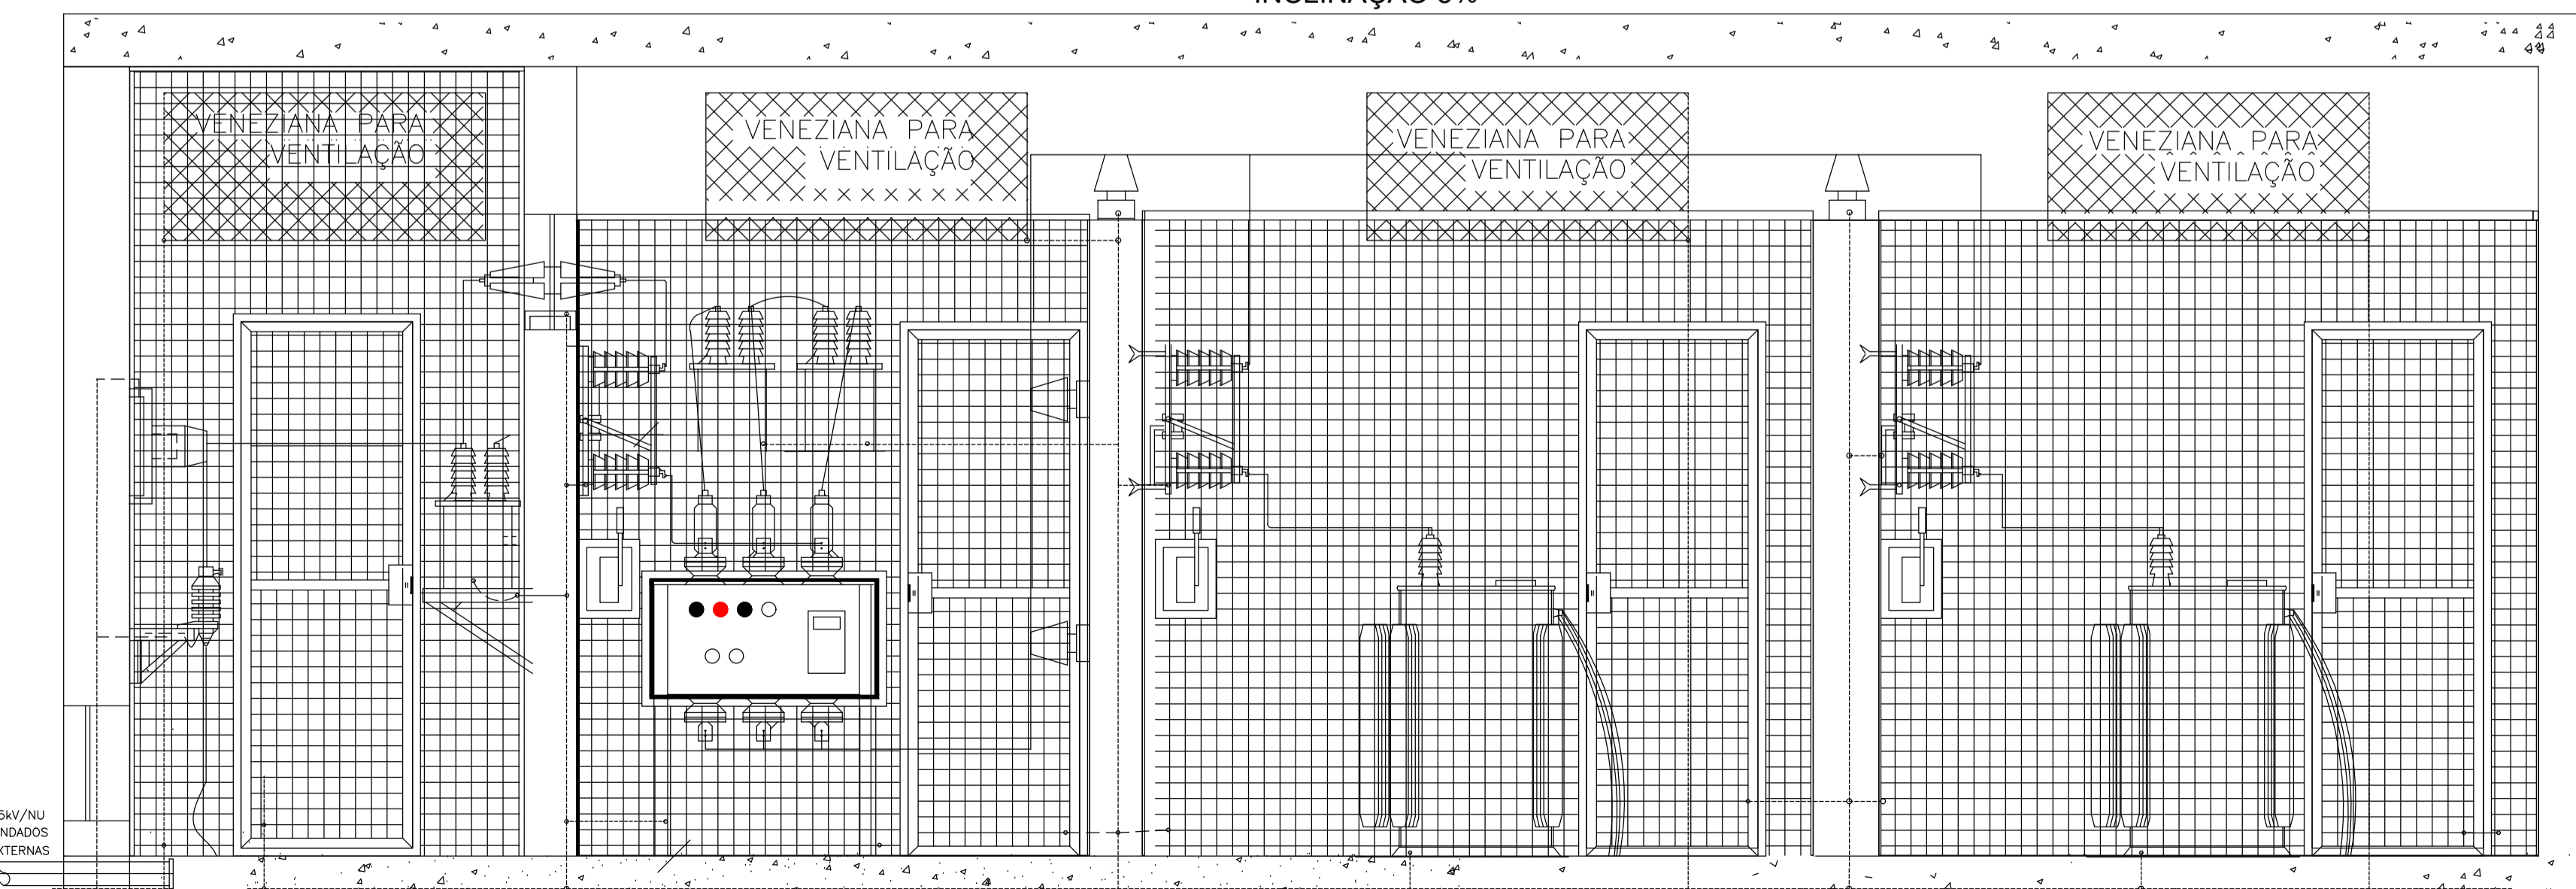 VENEZIANA PARA
VENTILAÇÃO
VENEZIANA PARA
VENTILAÇÃO
VENEZIANA PARA
VENTILAÇÃO
VENEZIANA PARA
VENTILAÇÃO
5kV/NU
NDADOS
XTERNAS